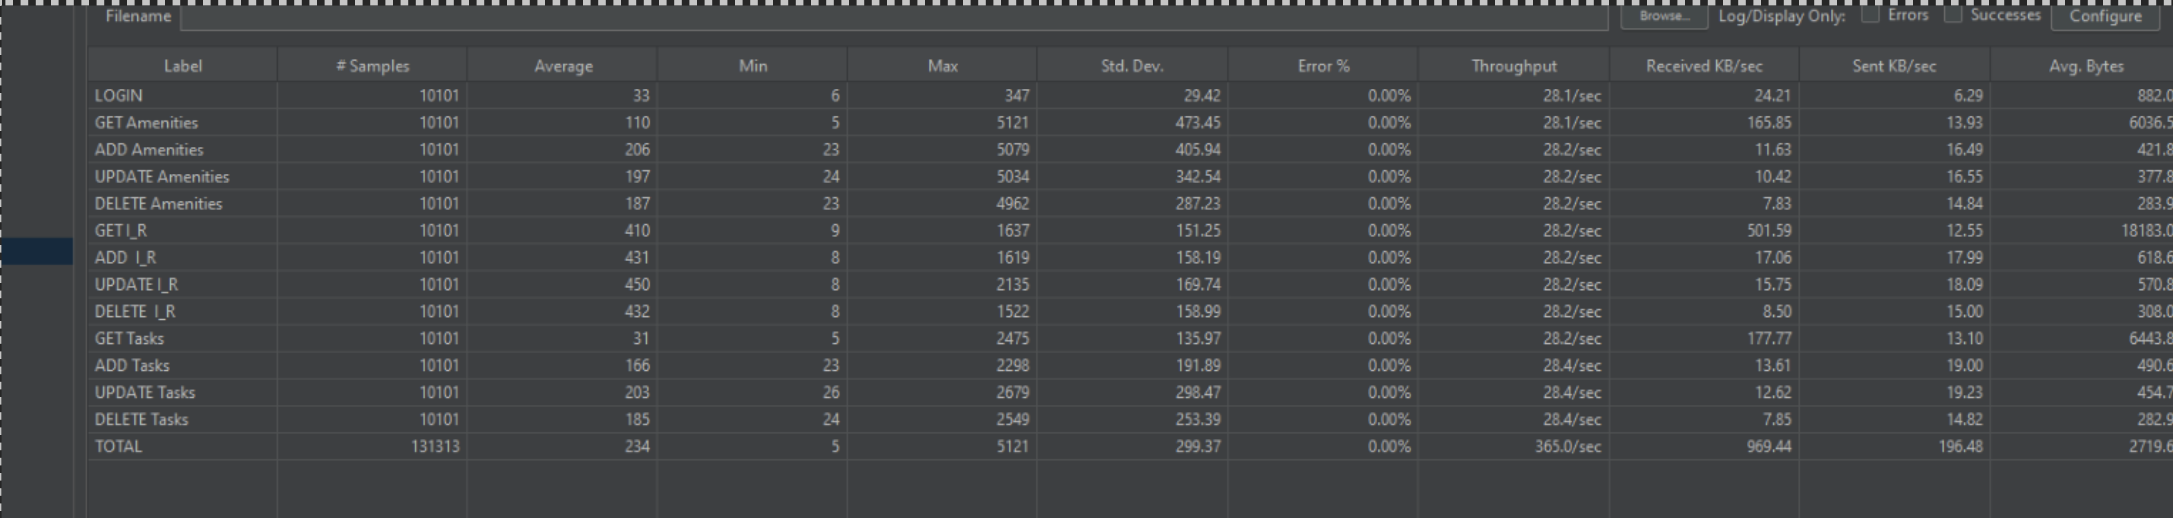 Filename Browse... Log/Display Only: Errors Successes Configure
Label # Samples Average Min Max Std. Dev. Error % Throughput Received KB/sec Sent KB/sec Avg. Bytes
LOGIN 10101 33 6 347 29.42 0.00% 28.1/sec 24.21 6.29 882.0
GET Amenities 10101 110 5 5121 473.45 0.00% 28.1/sec 165.85 13.93 6036.5
ADD Amenities 10101 206 23 5079 405.94 0.00% 28.2/sec 11.63 16.49 421.8
UPDATE Amenities 10101 197 24 5034 342.54 0.00% 28.2/sec 10.42 16.55 377.8
DELETE Amenities 10101 187 23 4962 287.23 0.00% 28.2/sec 7.83 14.84 283.9
GET I_R 10101 410 9 1637 151.25 0.00% 28.2/sec 501.59 12.55 18183.0
ADD I_R 10101 431 8 1619 158.19 0.00% 28.2/sec 17.06 17.99 618.6
UPDATE I_R 10101 450 8 2135 169.74 0.00% 28.2/sec 15.75 18.09 570.8
DELETE I_R 10101 432 8 1522 158.99 0.00% 28.2/sec 8.50 15.00 308.0
GET Tasks 10101 31 5 2475 135.97 0.00% 28.2/sec 177.77 13.10 6443.8
ADD Tasks 10101 166 23 2298 191.89 0.00% 28.4/sec 13.61 19.00 490.6
UPDATE Tasks 10101 203 26 2679 298.47 0.00% 28.4/sec 12.62 19.23 454.7
DELETE Tasks 10101 185 24 2549 253.39 0.00% 28.4/sec 7.85 14.82 282.9
TOTAL 131313 234 5 5121 299.37 0.00% 365.0/sec 969.44 196.48 2719.6